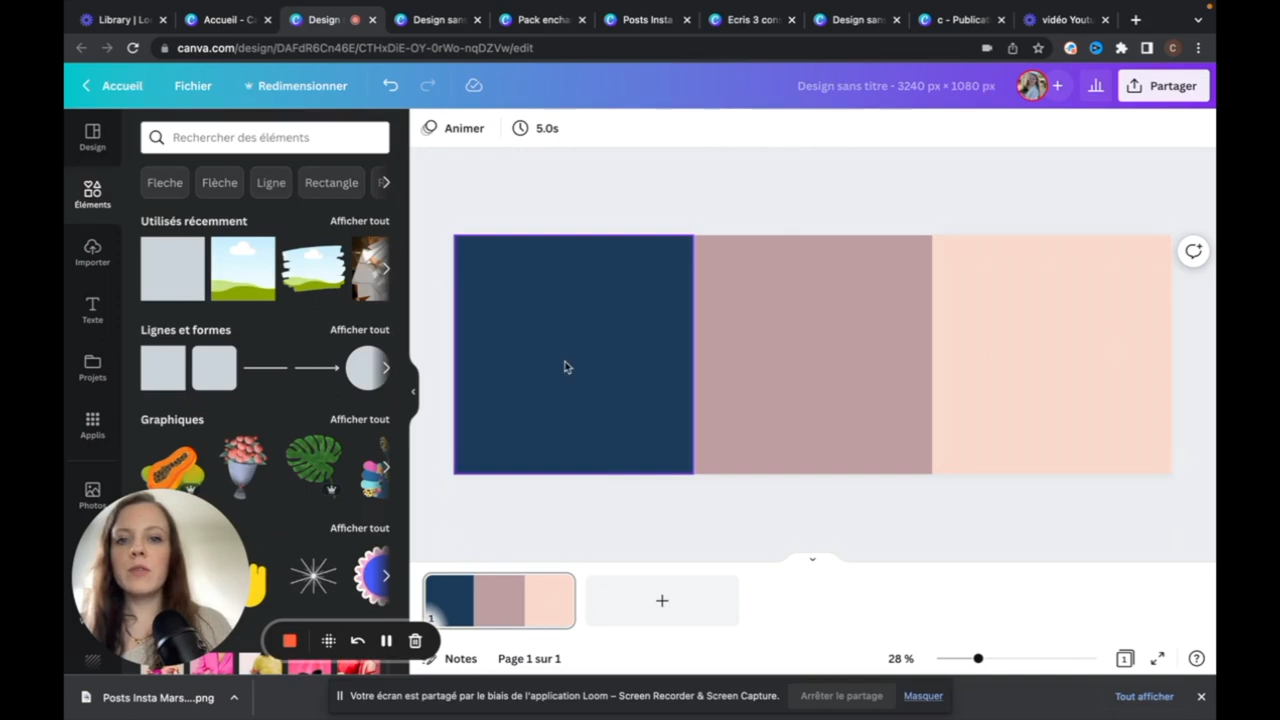 Library | Lo
Accueil - C
Design
Design sans
Pack encha
Posts Insta
Ecris 3 con
Design sans
c - Publicat
vidéo Youtu
canva.com/design/DAFdR6Cn46E/CTHxDiE-OY-0rWo-nqDZVw/edit
C
Accueil
Fichier
Redimensionner
Design sans titre - 3240 px × 1080 px
Partager
Design
Éléments
Importer
Texte
Projets
Applis
Photos
Rechercher des éléments
Fleche
Flèche
Ligne
Rectangle
Utilisés récemment
Afficher tout
Lignes et formes
Afficher tout
Graphiques
Afficher tout
Afficher tout
Animer
5.0s
1
Notes
Page 1 sur 1
28 %
1
Posts Insta Mars....png
Votre écran est partagé par le biais de l'application Loom – Screen Recorder & Screen Capture.
Arrêter le partage
Masquer
Tout afficher